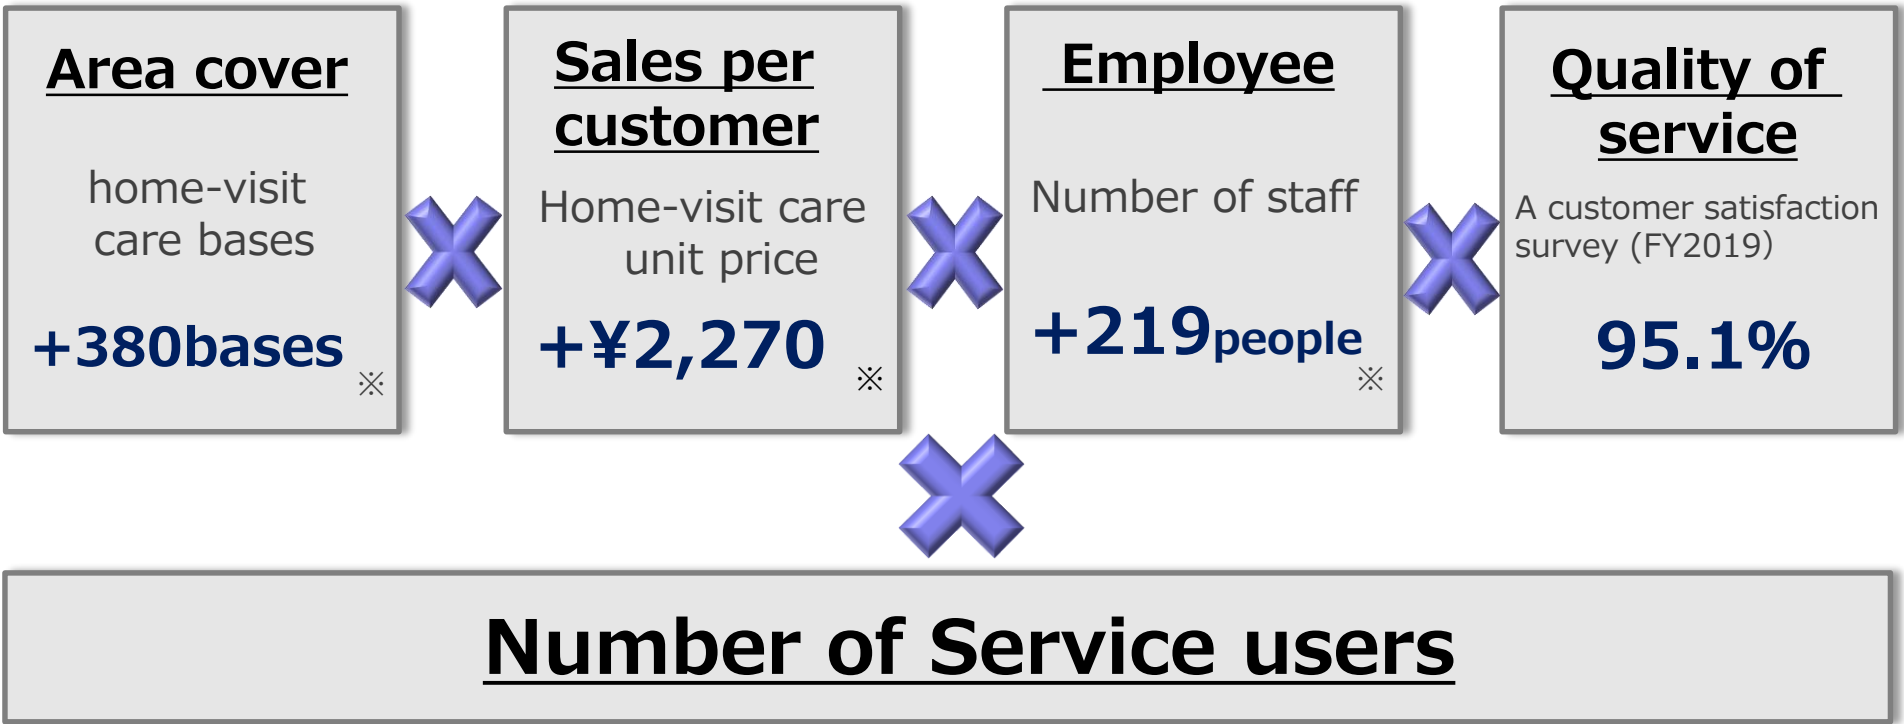 Area cover
home-visit
care bases
+380bases
※
Sales per
customer
Home-visit care
unit price
+¥2,270
※
Employee
Number of staff
+219people
※
Quality of
service
A customer satisfaction
survey (FY2019）
95.1%
Number of Service users